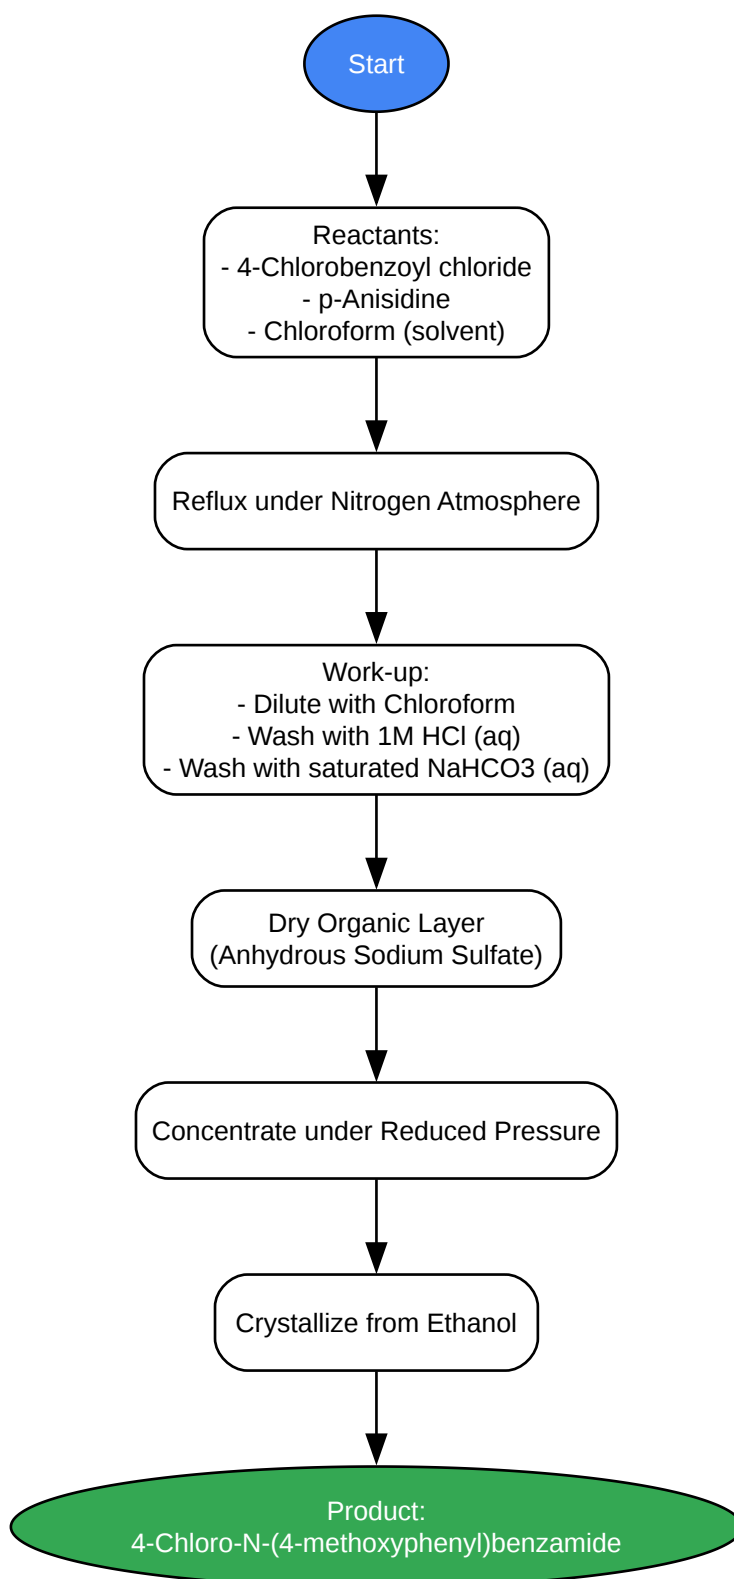 Start
Reactants:
- 4-Chlorobenzoyl chloride
- p-Anisidine
- Chloroform (solvent)
Reflux under Nitrogen Atmosphere
Work-up:
- Dilute with Chloroform
- Wash with 1M HCl (aq)
- Wash with saturated NaHCO3 (aq)
Dry Organic Layer
(Anhydrous Sodium Sulfate)
Concentrate under Reduced Pressure
Crystallize from Ethanol
Product:
4-Chloro-N-(4-methoxyphenyl)benzamide